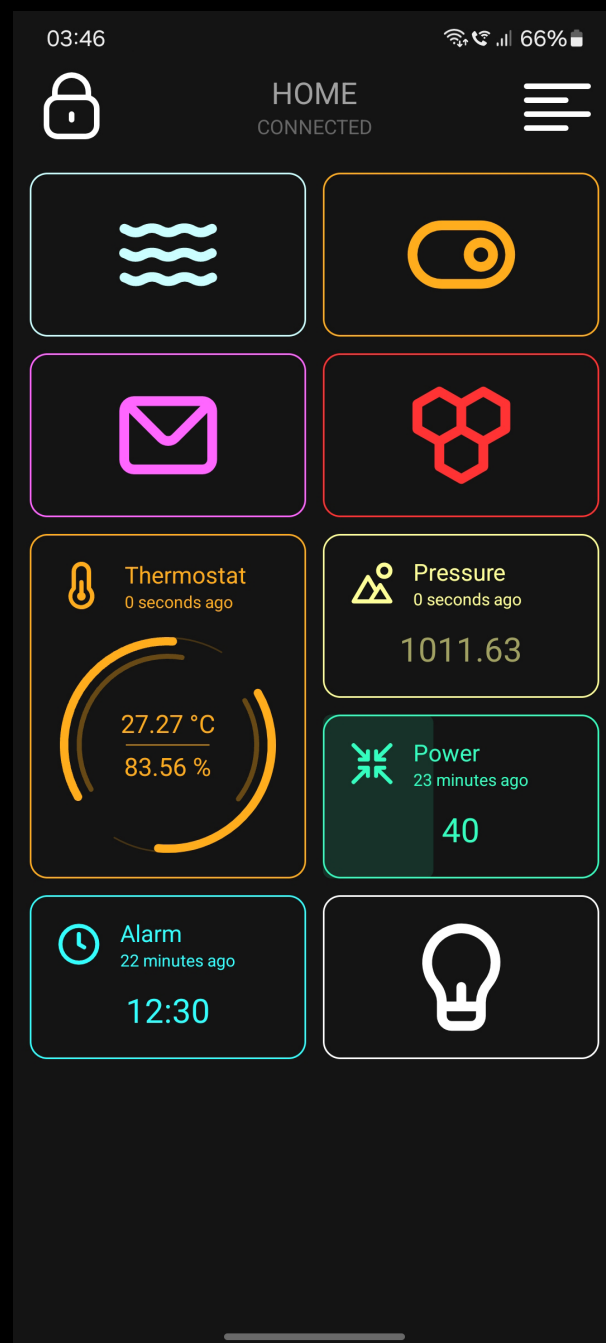 03:46
66%
HOME
CONNECTED
Thermostat
0 seconds ago
27.27 °C
83.56 %
Pressure
0 seconds ago
1011.63
Power
23 minutes ago
40
Alarm
22 minutes ago
12:30